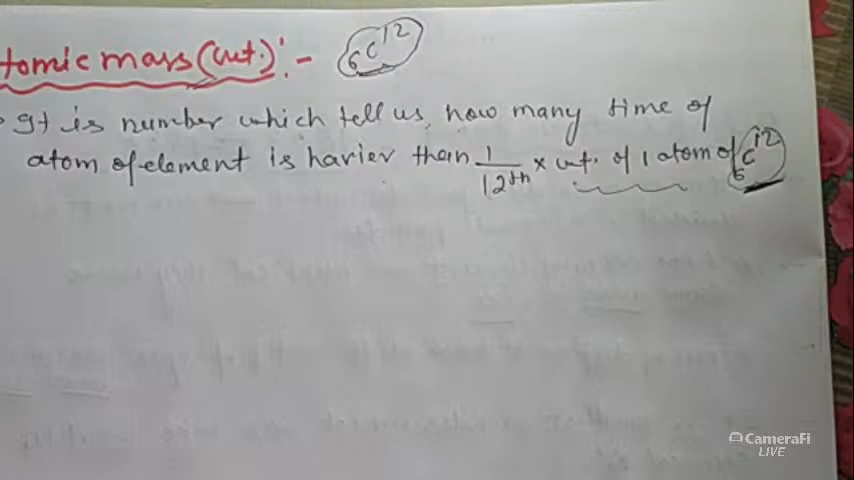 tomic mass (wt.) :- ₆C¹²
It is number which tell us, how many time of
atom of element is havier then 1/12th × wt. of 1 atom of ₆C¹²
CameraFi
LIVE